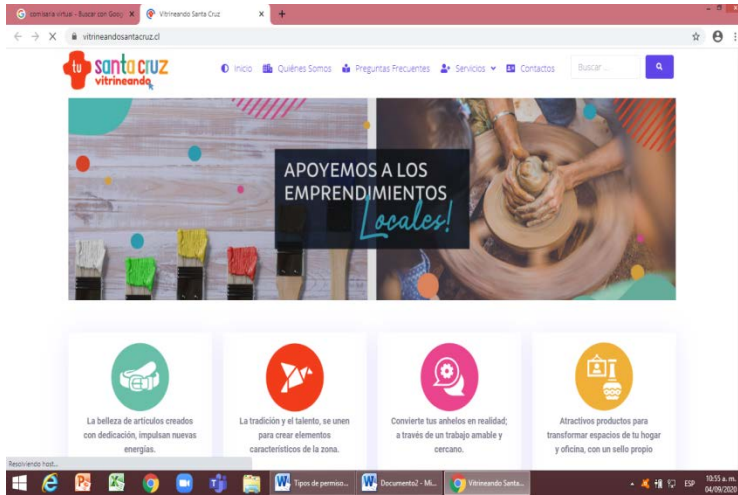 comisaria virtual - Buscar con Goog
Vitrineando Santa Cruz
vitrineandosantacruz.cl
tu santa cruz
vitrineando
Inicio
Quiénes Somos
Preguntas Frecuentes
Servicios
Contactos
Buscar ...
APOYEMOS A LOS
EMPRENDIMIENTOS
Locales!
La belleza de artículos creados
con dedicación, impulsan nuevas
energías.
La tradición y el talento, se unen
para crear elementos
característicos de la zona.
Convierte tus anhelos en realidad;
a través de un trabajo amable y
cercano.
Atractivos productos para
transformar espacios de tu hogar
y oficina, con un sello propio
Resolviendo host...
Tipos de permiso...
Documento2 - Mi...
Vitrineando Santa...
ESP
10:55 a. m.
04/09/2020